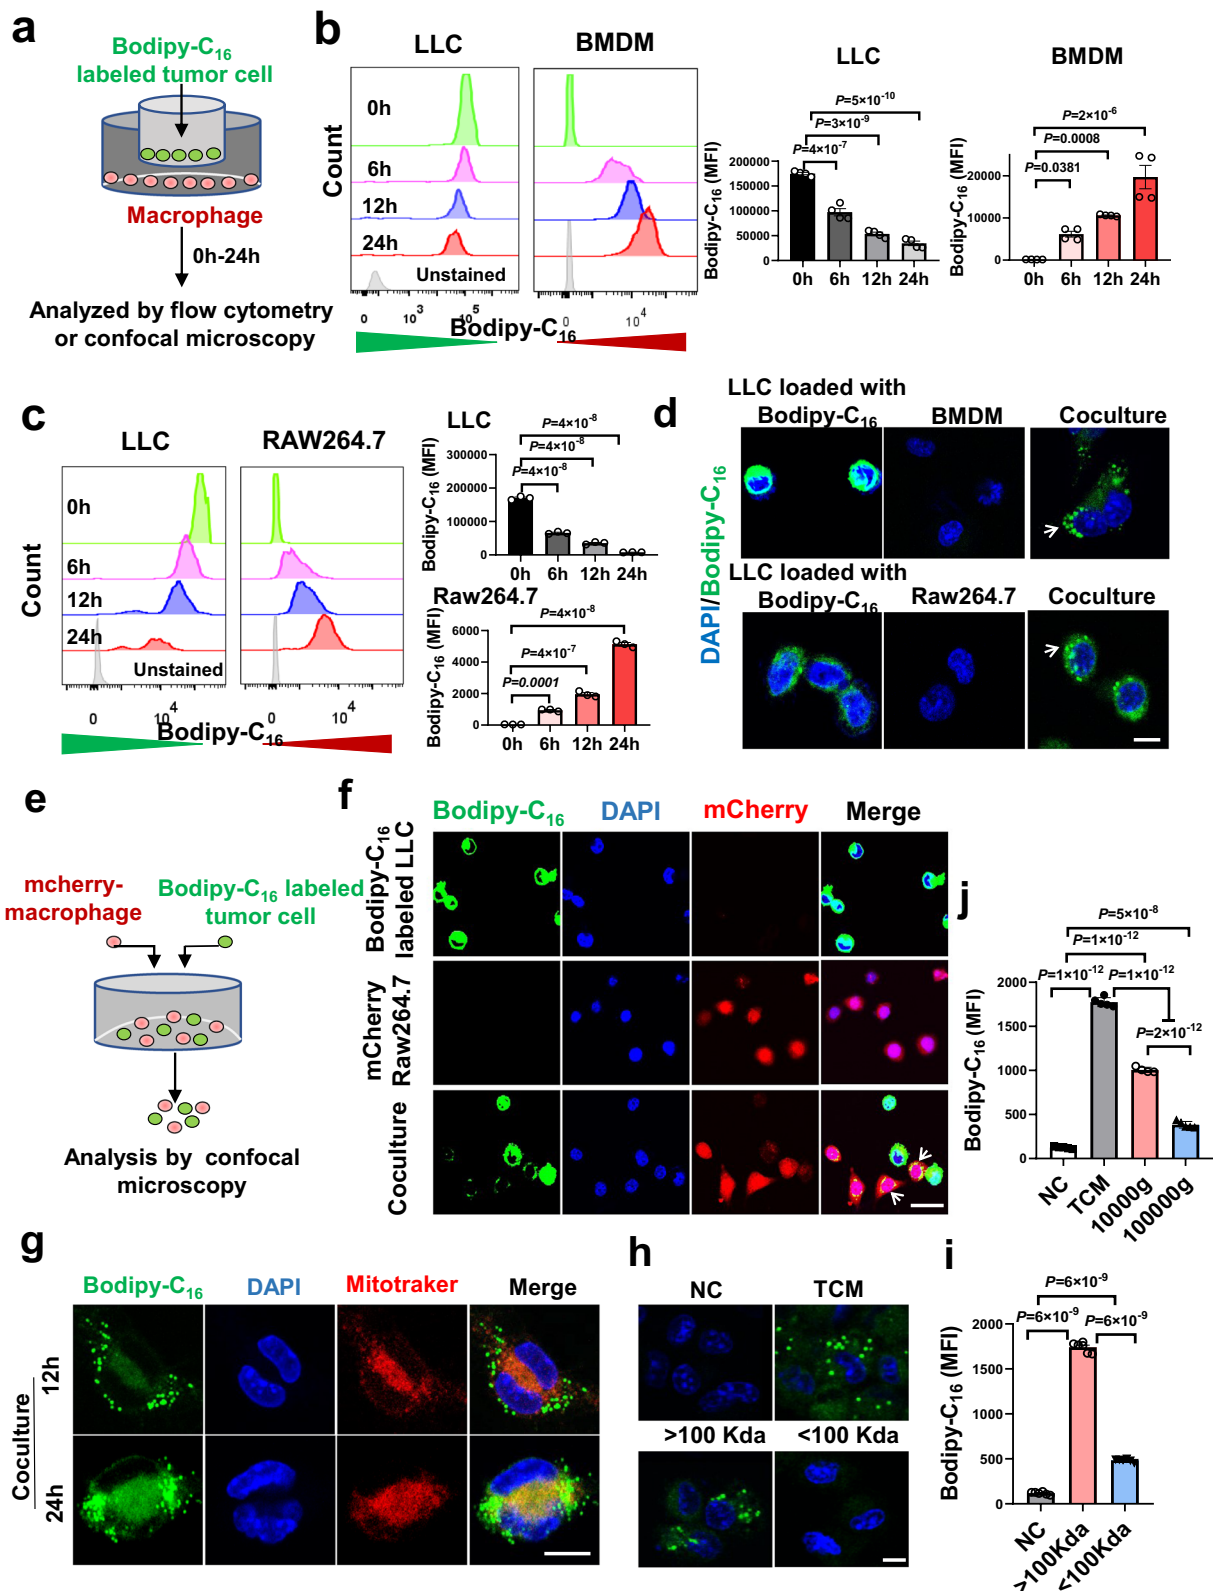 a
Bodipy-C16
labeled tumor cell
Macrophage
0h-24h
Analyzed by flow cytometry
or confocal microscopy
b
LLC
BMDM
Count
0h
6h
12h
24h
Unstained
0 10³ 10⁵
0 10⁴
Bodipy-C16
LLC
P=5×10⁻¹⁰
P=3×10⁻⁹
P=4×10⁻⁷
Bodipy-C16 (MFI)
200000
150000
100000
50000
0
0h 6h 12h 24h
BMDM
P=2×10⁻⁶
P=0.0008
P=0.0381
Bodipy-C16 (MFI)
20000
10000
0
0h 6h 12h 24h
c
LLC
RAW264.7
Count
0h
6h
12h
24h
Unstained
0 10⁴
0 10⁴
Bodipy-C16
LLC
P=4×10⁻⁸
P=4×10⁻⁸
P=4×10⁻⁸
Bodipy-C16 (MFI)
300000
200000
100000
0
0h 6h 12h 24h
Raw264.7
P=4×10⁻⁸
P=4×10⁻⁷
P=0.0001
Bodipy-C16 (MFI)
6000
4000
2000
0
0h 6h 12h 24h
d
LLC loaded with
Bodipy-C16
BMDM
Coculture
DAPI/Bodipy-C16
LLC loaded with
Bodipy-C16
Raw264.7
Coculture
e
mcherry-
macrophage
Bodipy-C16 labeled
tumor cell
Analysis by confocal
microscopy
f
Bodipy-C16
DAPI
mCherry
Merge
Bodipy-C16
labeled LLC
mCherry
Raw264.7
Coculture
j
P=5×10⁻⁸
P=1×10⁻¹²
P=1×10⁻¹²
P=1×10⁻¹²
P=2×10⁻¹²
Bodipy-C16 (MFI)
2000
1500
1000
500
0
NC
TCM
10000g
100000g
g
Bodipy-C16
DAPI
Mitotraker
Merge
Coculture
12h
24h
h
NC
TCM
>100 Kda
<100 Kda
i
P=6×10⁻⁹
P=6×10⁻⁹
P=6×10⁻⁹
Bodipy-C16 (MFI)
2000
1500
1000
500
0
NC
>100Kda
<100Kda